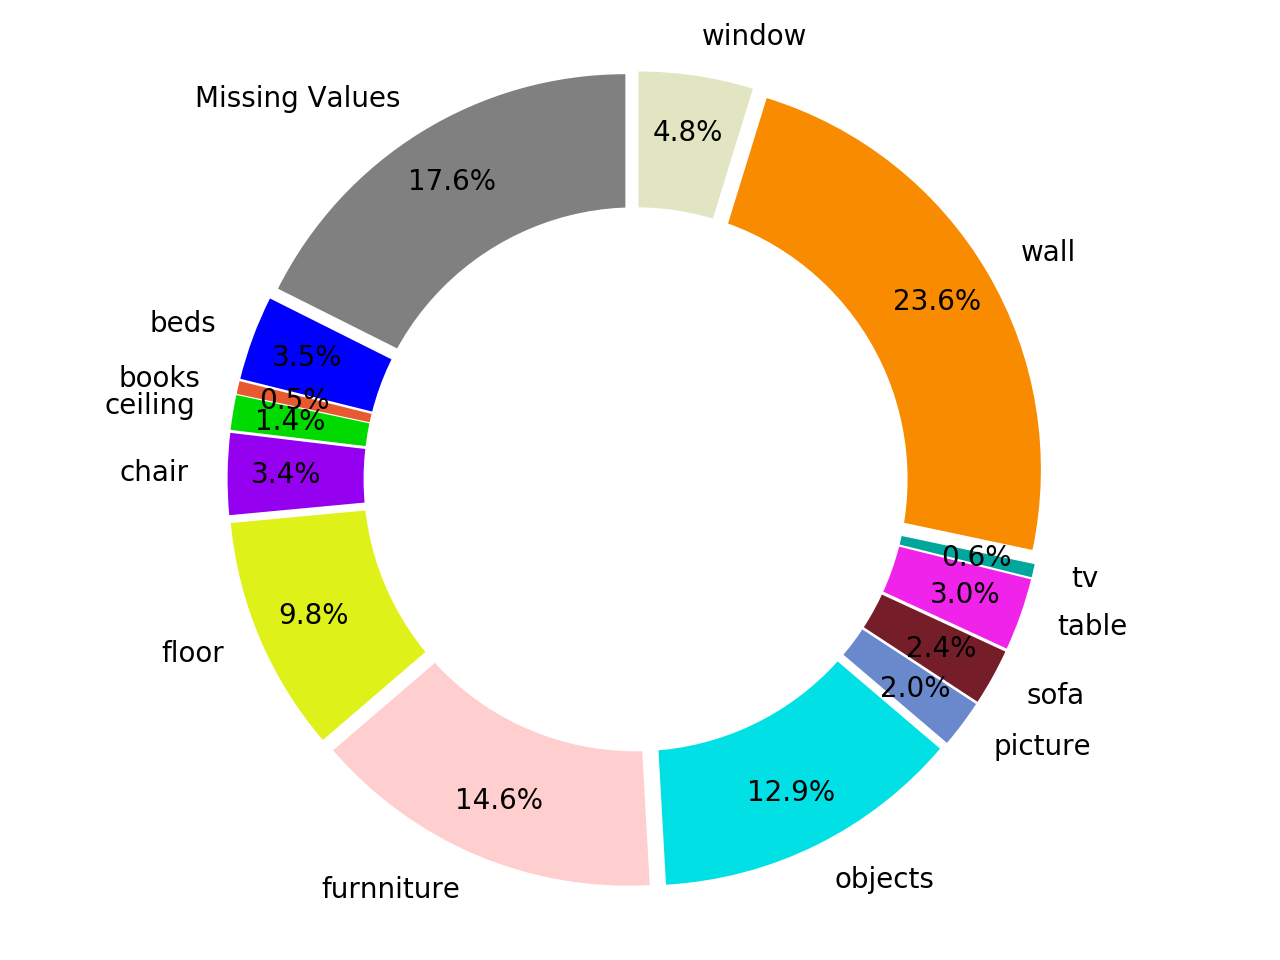 window
4.8%
Missing Values
17.6%
wall
23.6%
beds
3.5%
books
0.5%
ceiling
1.4%
chair
3.4%
floor
9.8%
furnniture
14.6%
objects
12.9%
picture
2.0%
sofa
2.4%
table
3.0%
tv
0.6%